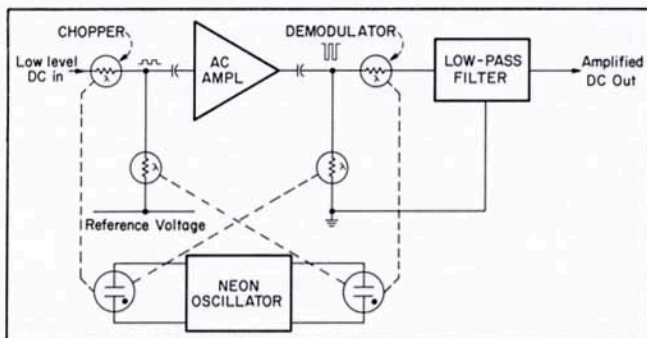 CHOPPER
DEMODULATOR
Low level
DC in
AC
AMPL
LOW-PASS
FILTER
Amplified
DC Out
λ
λ
λ
λ
Reference Voltage
NEON
OSCILLATOR